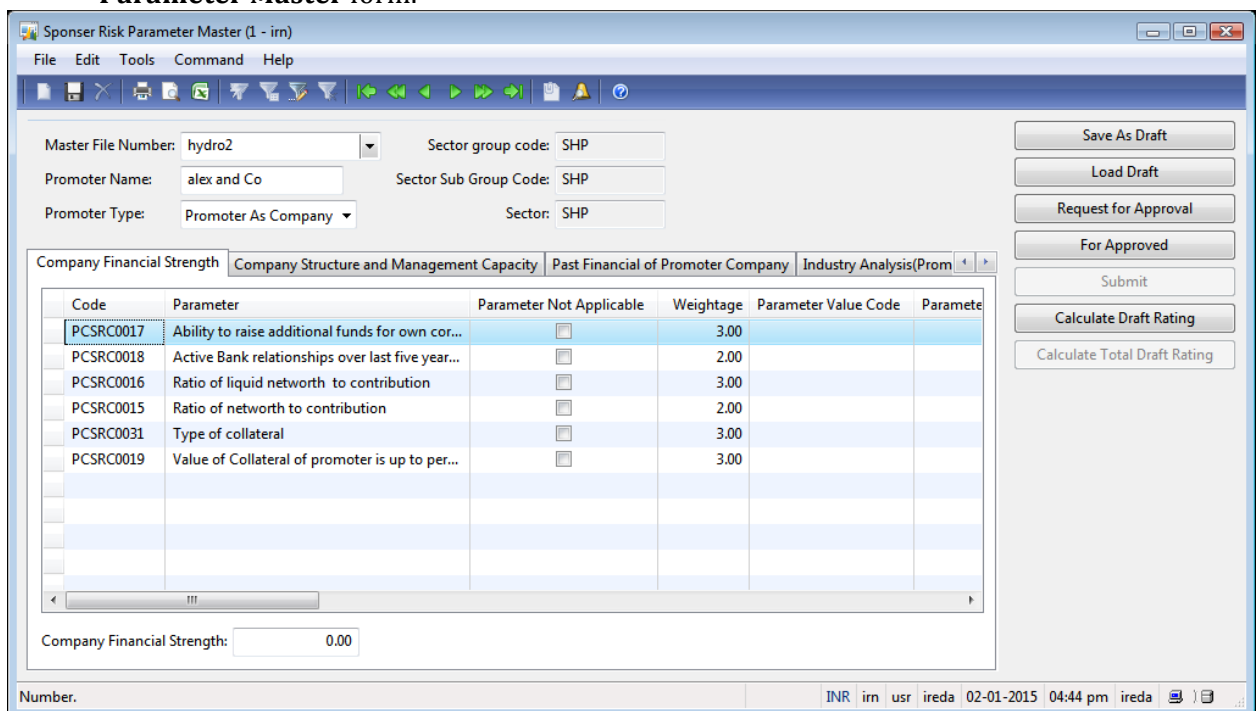 Parameter Master form.
Sponser Risk Parameter Master (1 - irn)
File Edit Tools Command Help
Master File Number: hydro2 Sector group code: SHP
Promoter Name: alex and Co Sector Sub Group Code: SHP
Promoter Type: Promoter As Company Sector: SHP
Save As Draft
Load Draft
Request for Approval
For Approved
Submit
Calculate Draft Rating
Calculate Total Draft Rating
Company Financial Strength Company Structure and Management Capacity Past Financial of Promoter Company Industry Analysis(Prom
Code Parameter Parameter Not Applicable Weightage Parameter Value Code Paramete
PCSRC0017 Ability to raise additional funds for own cor... 3.00
PCSRC0018 Active Bank relationships over last five year... 2.00
PCSRC0016 Ratio of liquid networth to contribution 3.00
PCSRC0015 Ratio of networth to contribution 2.00
PCSRC0031 Type of collateral 3.00
PCSRC0019 Value of Collateral of promoter is up to per... 3.00
Company Financial Strength: 0.00
Number. INR irn usr ireda 02-01-2015 04:44 pm ireda